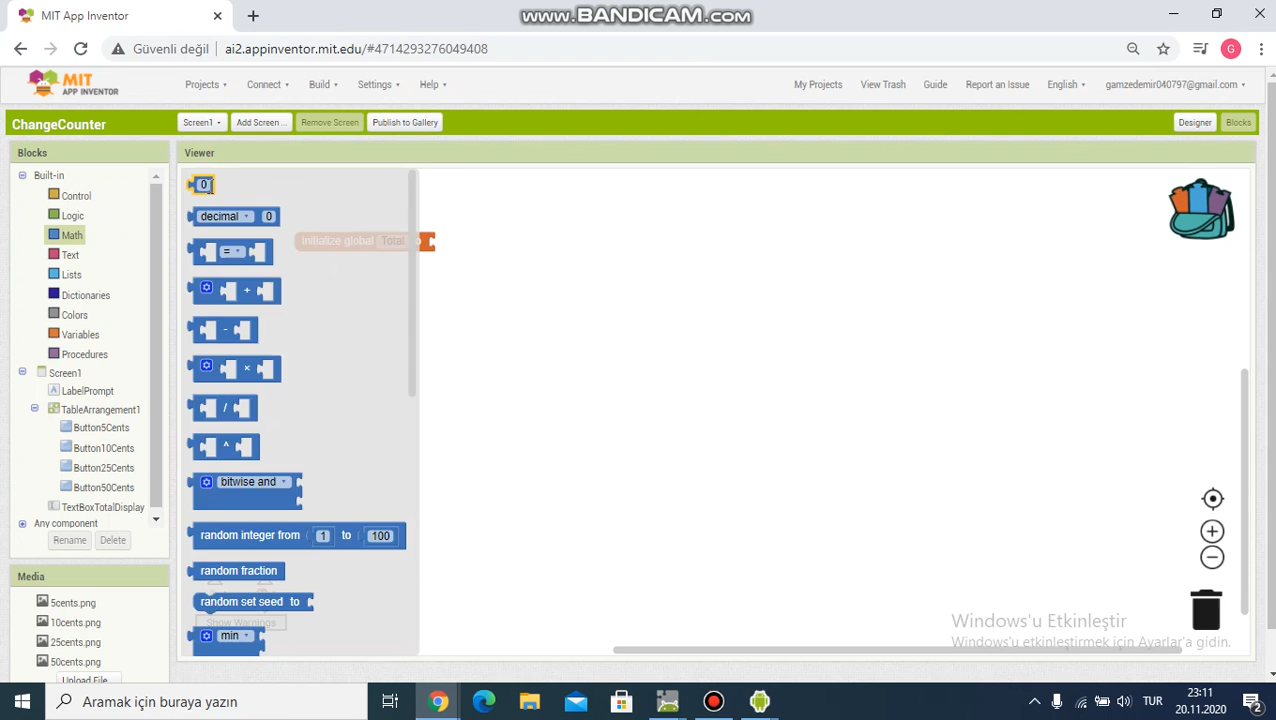 MIT App Inventor
www.BANDICAM.com
Güvenli değil
ai2.appinventor.mit.edu/#4714293276049408
G
MIT
APP INVENTOR
Projects
Connect
Build
Settings
Help
My Projects
View Trash
Guide
Report an Issue
English
gamzedemir040797@gmail.com
ChangeCounter
Screen1
Add Screen ...
Remove Screen
Publish to Gallery
Designer
Blocks
Blocks
Viewer
Built-in
Control
Logic
Math
Text
Lists
Dictionaries
Colors
Variables
Procedures
Screen1
LabelPrompt
TableArrangement1
Button5Cents
Button10Cents
Button25Cents
Button50Cents
TextBoxTotalDisplay
Any component
Rename
Delete
Media
5cents.png
10cents.png
25cents.png
50cents.png
Upload File ...
0
decimal 0
=
initialize global Total to
+
-
×
/
^
bitwise and
random integer from 1 to 100
random fraction
random set seed to
Show Warnings
min
Windows'u Etkinleştir
Windows'u etkinleştirmek için Ayarlar'a gidin.
Aramak için buraya yazın
TUR
23:11
20.11.2020
2